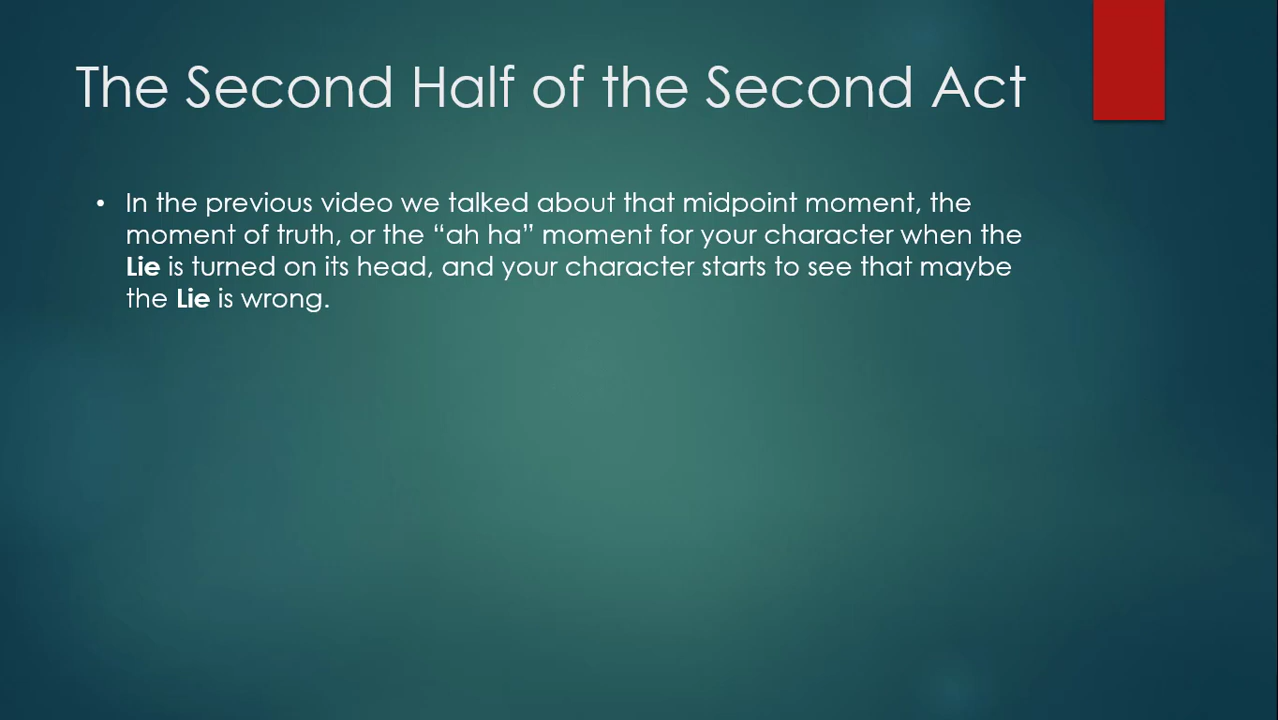 The Second Half of the Second Act
• In the previous video we talked about that midpoint moment, the
moment of truth, or the “ah ha” moment for your character when the
Lie is turned on its head, and your character starts to see that maybe
the Lie is wrong.